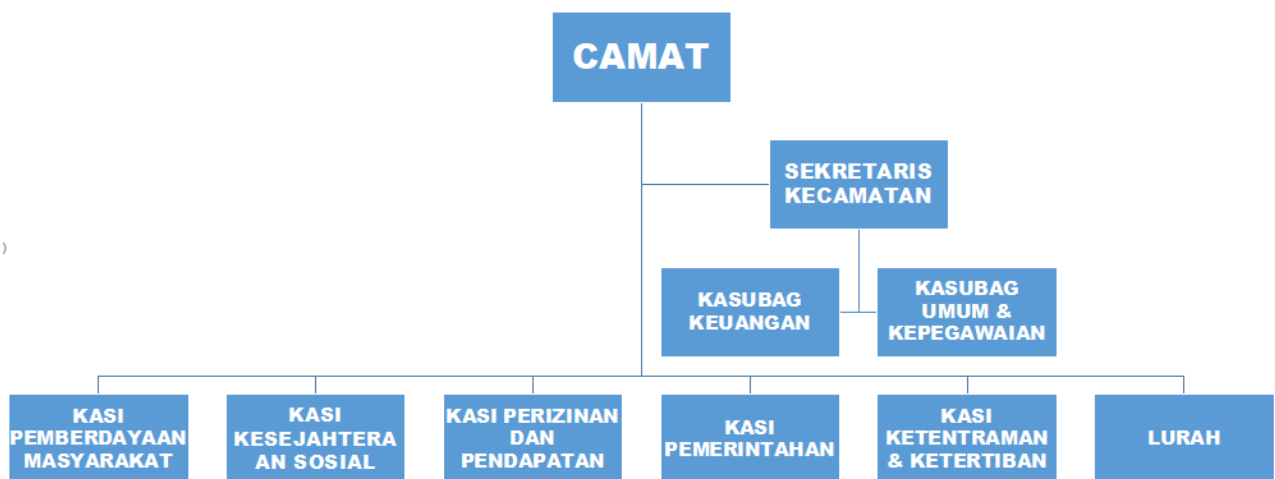 CAMAT
SEKRETARIS
KECAMATAN
)
KASUBAG
KEUANGAN
KASUBAG
UMUM &
KEPEGAWAIAN
KASI
PEMBERDAYAAN
MASYARAKAT
KASI
KESEJAHTERA
AN SOSIAL
KASI PERIZINAN
DAN
PENDAPATAN
KASI
PEMERINTAHAN
KASI
KETENTRAMAN
& KETERTIBAN
LURAH